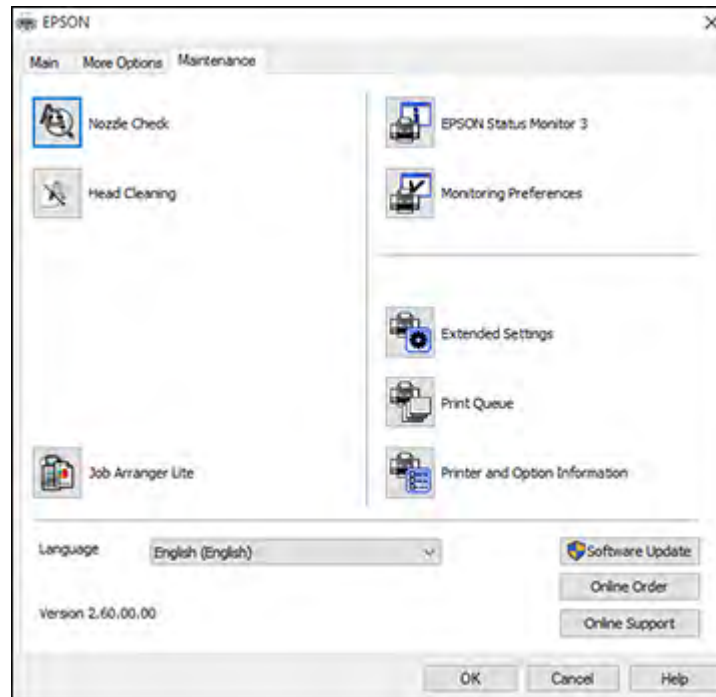 EPSON
Main More Options Maintenance
Nozzle Check
EPSON Status Monitor 3
Head Cleaning
Monitoring Preferences
Extended Settings
Print Queue
Job Arranger Lite
Printer and Option Information
Language English (English)
Software Update
Online Order
Version 2.60.00.00
Online Support
OK Cancel Help